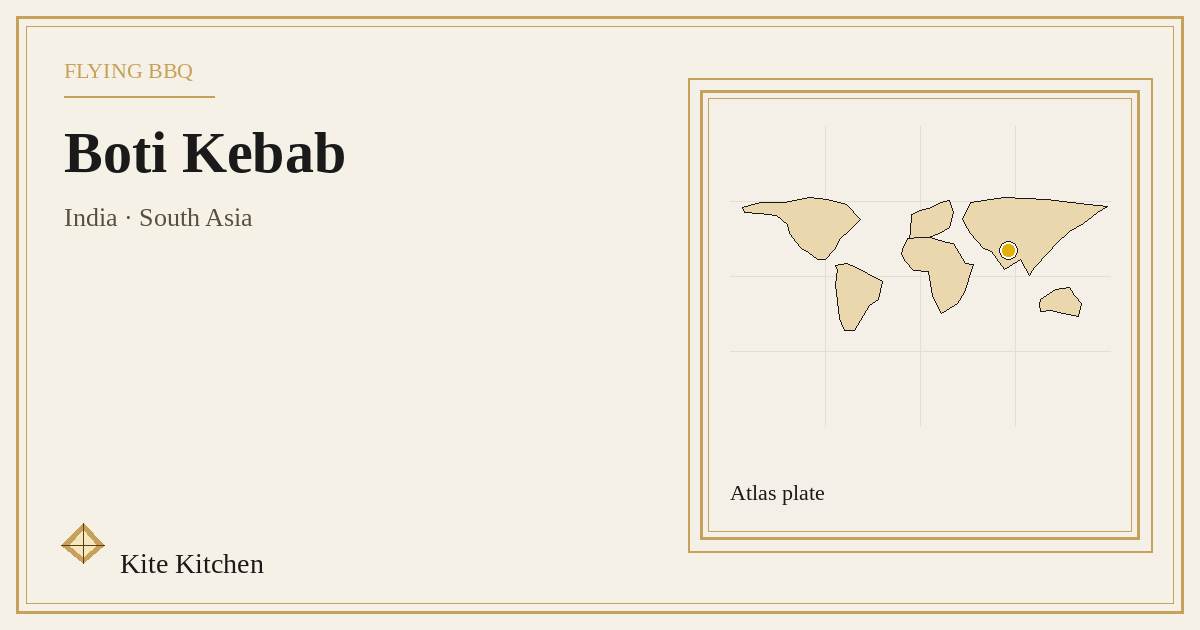 FLYING BBQ
Boti Kebab
India · South Asia
Atlas plate
Kite Kitchen